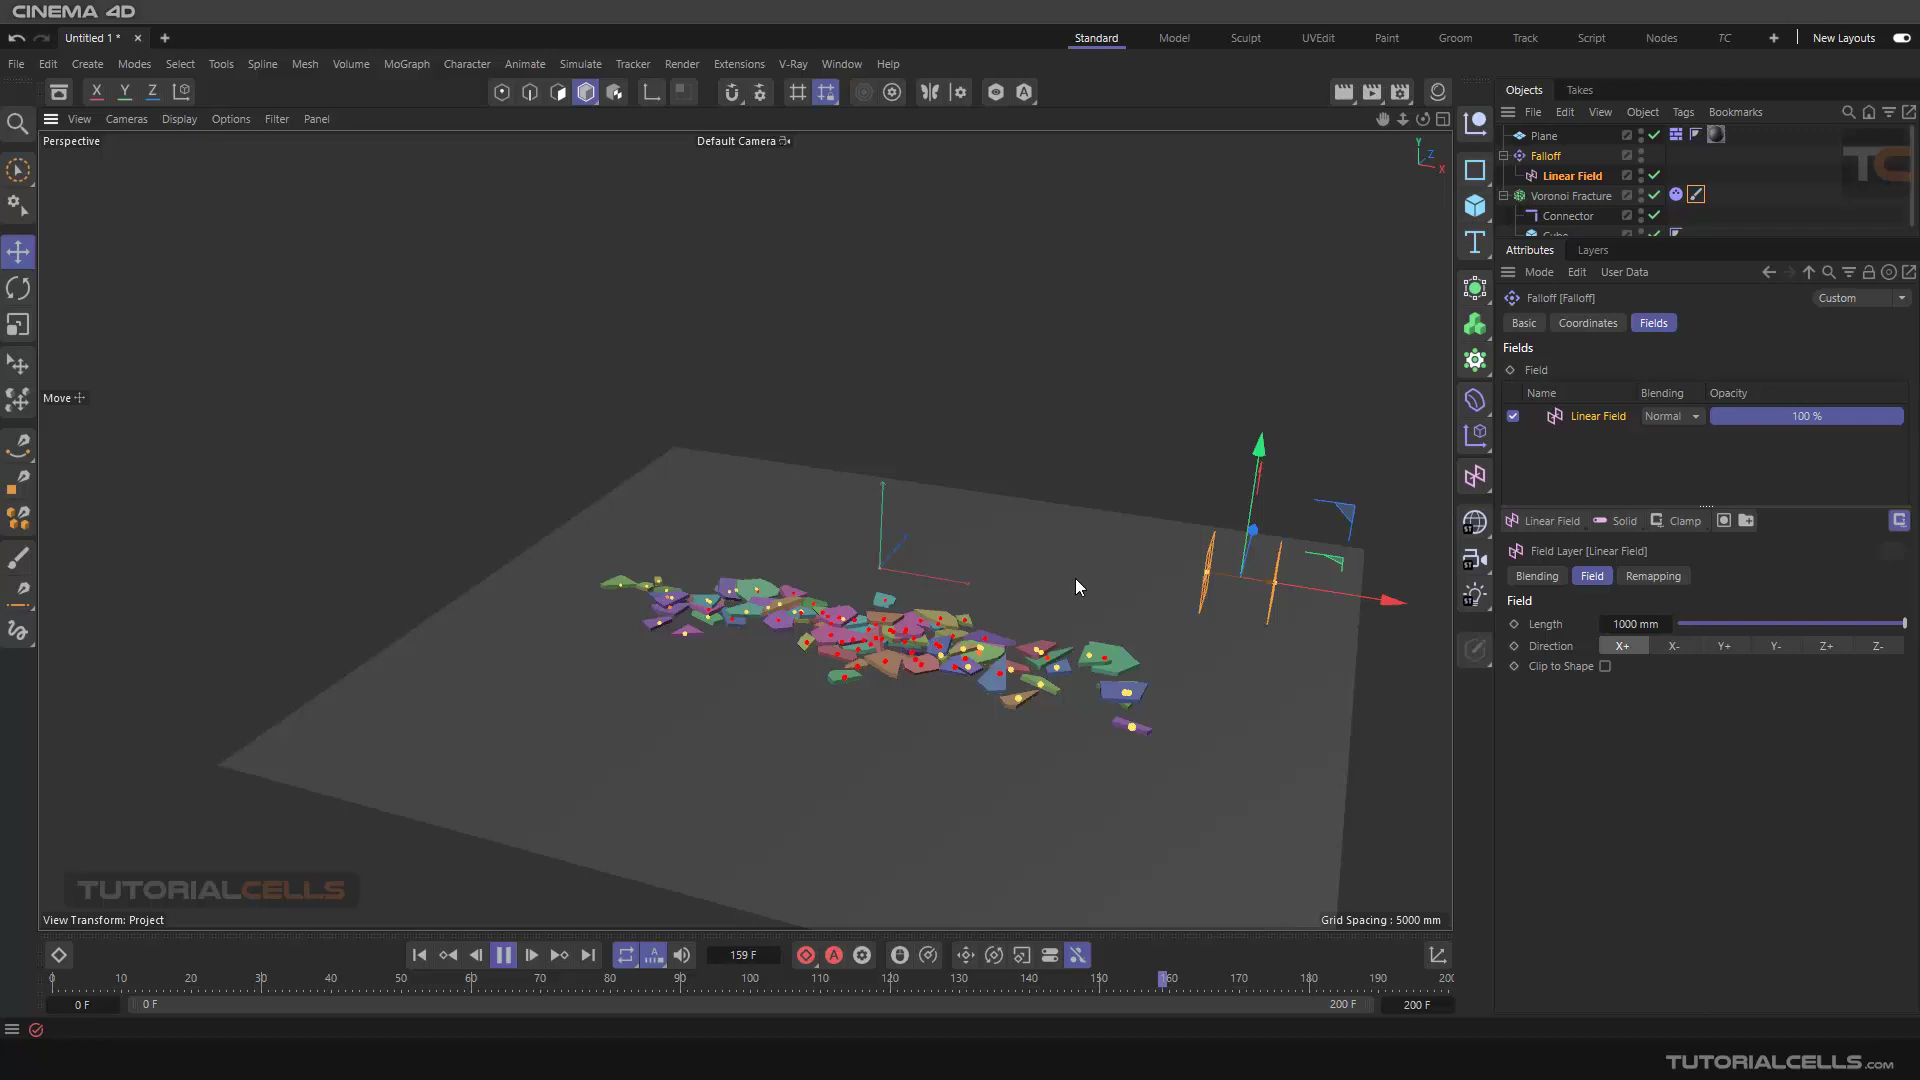 CINEMA 4D
Untitled 1 *
Standard Model Sculpt UVEdit Paint Groom Track Script Nodes TC New Layouts
File Edit Create Modes Select Tools Spline Mesh Volume MoGraph Character Animate Simulate Tracker Render Extensions V-Ray Window Help
X Y Z
View Cameras Display Options Filter Panel
Perspective
Default Camera
Y
Z
X
Move
TUTORIALCELLS
View Transform: Project
Grid Spacing : 5000 mm
159 F
0 10 20 30 40 50 60 70 80 90 100 110 120 130 140 150 160 170 180 190 200
0 F
0 F
200 F
200 F
Objects Takes
File Edit View Object Tags Bookmarks
Plane
Falloff
Linear Field
Voronoi Fracture
Connector
Cube
TC
Attributes Layers
Mode Edit User Data
Falloff [Falloff]
Custom
Basic Coordinates Fields
Fields
Field
Name Blending Opacity
Linear Field Normal 100 %
Linear Field Solid Clamp
Field Layer [Linear Field]
Blending Field Remapping
Field
Length 1000 mm
Direction X+ X- Y+ Y- Z+ Z-
Clip to Shape
TUTORIALCELLS.COM